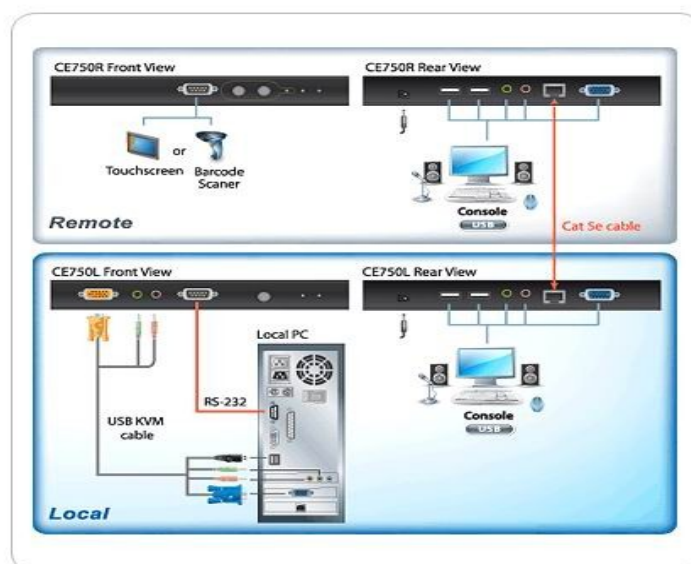 CE750R Front View
CE750R Rear View
or
Touchscreen
Barcode
Scaner
Console
USB
Remote
Cat 5e cable
CE750L Front View
CE750L Rear View
Local PC
RS-232
USB KVM
cable
Console
USB
Local